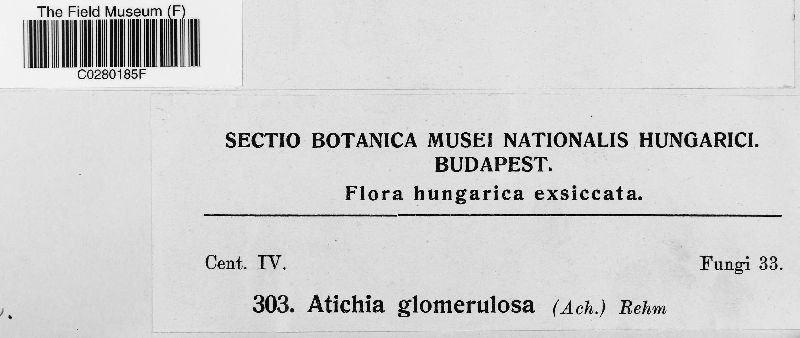 The Field Museum (F)
C0280185F
SECTIO BOTANICA MUSEI NATIONALIS HUNGARICI.
BUDAPEST.
Flora hungarica exsiccata.
Cent. IV. Fungi 33.
303. Atichia glomerulosa (Ach.) Rehm